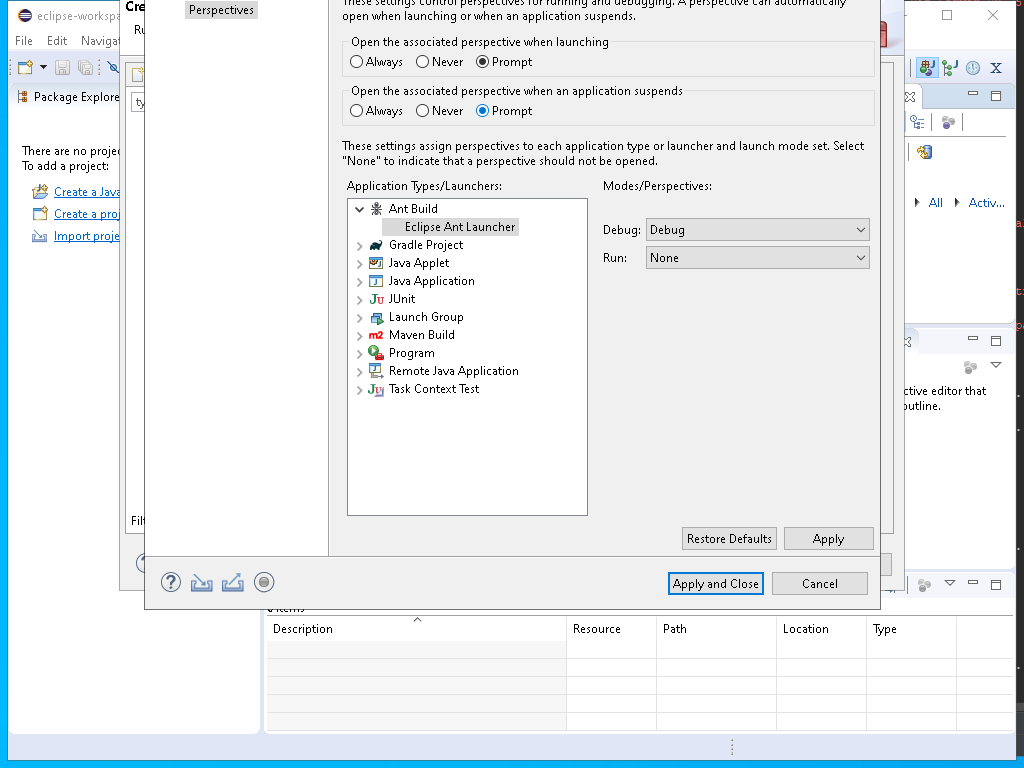 eclipse-workspa
Cre
These settings control perspectives for running and debugging. A perspective can automatically
open when launching or when an application suspends.
Perspectives
File Edit Navigat
Ru
Open the associated perspective when launching
Always Never Prompt
Package Explore
ty
Open the associated perspective when an application suspends
Always Never Prompt
There are no projec
To add a project:
Create a Java
Create a proj
Import proje
These settings assign perspectives to each application type or launcher and launch mode set. Select
"None" to indicate that a perspective should not be opened.
Application Types/Launchers:
Modes/Perspectives:
Ant Build
Eclipse Ant Launcher
Gradle Project
Java Applet
Java Application
JUnit
Launch Group
Maven Build
Program
Remote Java Application
Task Context Test
Debug: Debug
Run: None
All Activ...
ctive editor that
outline.
Filt
Restore Defaults Apply
Apply and Close Cancel
0 items
Description Resource Path Location Type